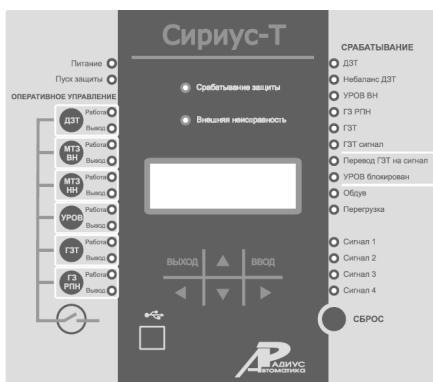 Сириус-Т
Питание
Пуск защиты
ОПЕРАТИВНОЕ УПРАВЛЕНИЕ
ДЗТ
Работа
Вывод
МТЗ ВН
Работа
Вывод
МТЗ НН
Работа
Вывод
УРОВ
Работа
Вывод
ГЗТ
Работа
Вывод
ГЗ РПН
Работа
Вывод
Срабатывание защиты
Внешняя неисправность
ВЫХОД
ВВОД
РАДИУС
Автоматика
СРАБАТЫВАНИЕ
ДЗТ
Небаланс ДЗТ
УРОВ ВН
ГЗ РПН
ГЗТ
ГЗТ сигнал
Перевод ГЗТ на сигнал
УРОВ блокирован
Обдув
Перегрузка
Сигнал 1
Сигнал 2
Сигнал 3
Сигнал 4
СБРОС